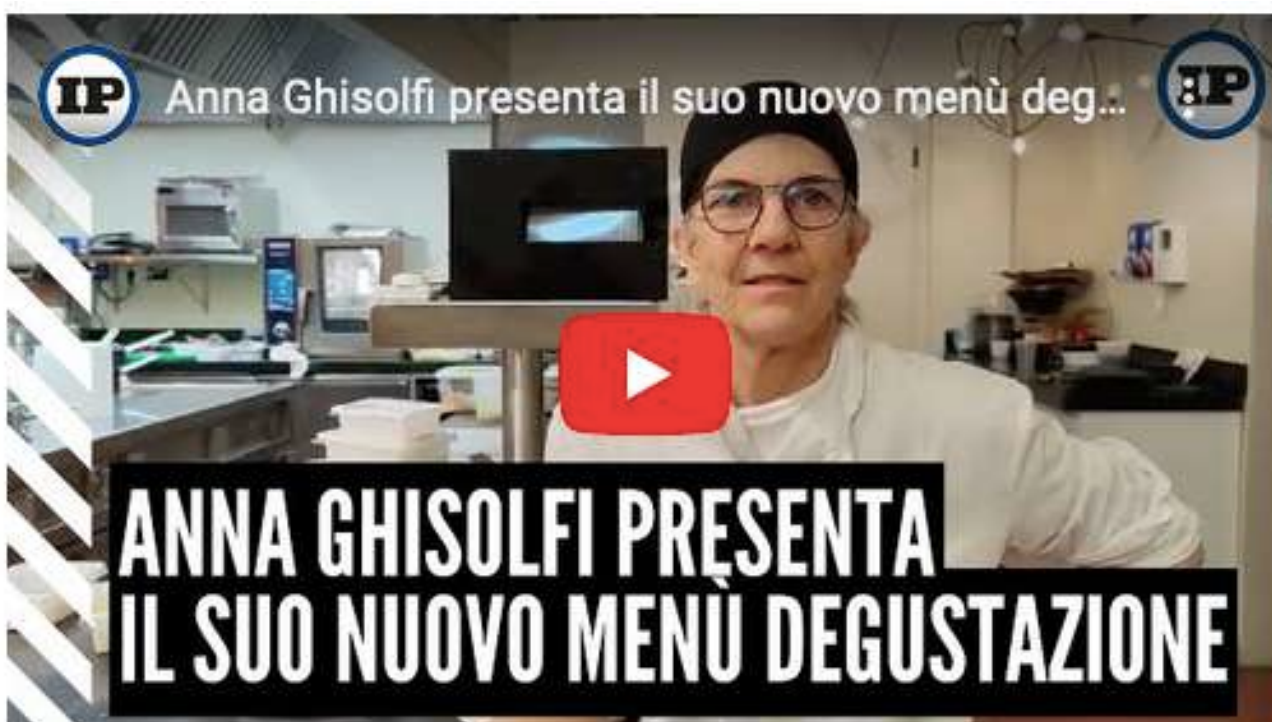 IP
Anna Ghisolfi presenta il suo nuovo menù deg...
IP
ANNA GHISOLFI PRESENTA
IL SUO NUOVO MENÙ DEGUSTAZIONE